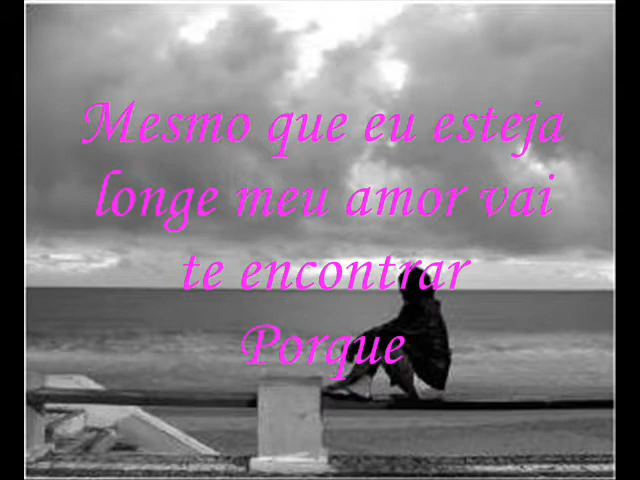 Mesmo que eu esteja
longe meu amor vai
te encontrar
Porque